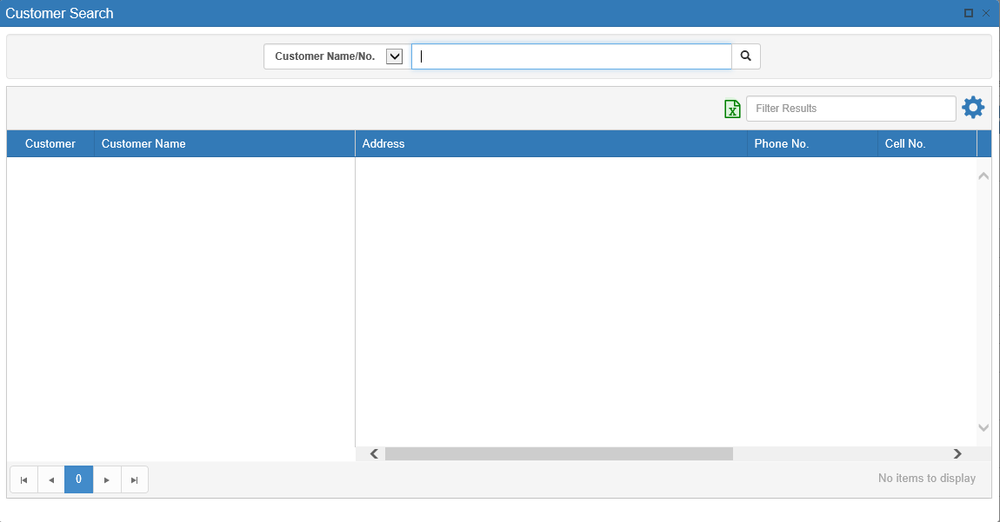 Customer Search
Customer Name/No.
Filter Results
Customer Customer Name Address Phone No. Cell No.
0 No items to display